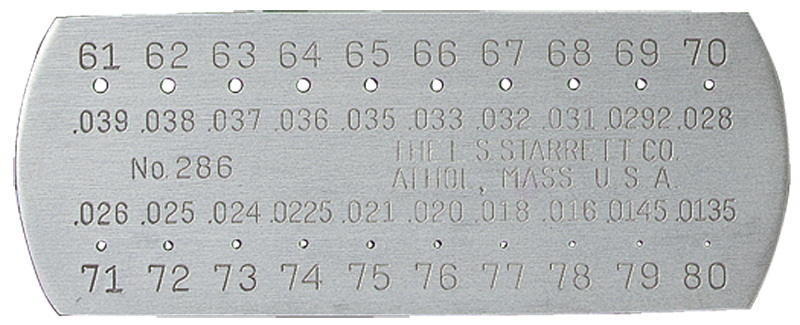 61 62 63 64 65 66 67 68 69 70
.039 .038 .037 .036 .035 .033 .032 .031 .0292 .028
THE L. S. STARRETT CO.
No. 286
ATHOL, MASS. U. S. A.
.026 .025 .024 .0225 .021 .020 .018 .016 .0145 .0135
71 72 73 74 75 76 77 78 79 80